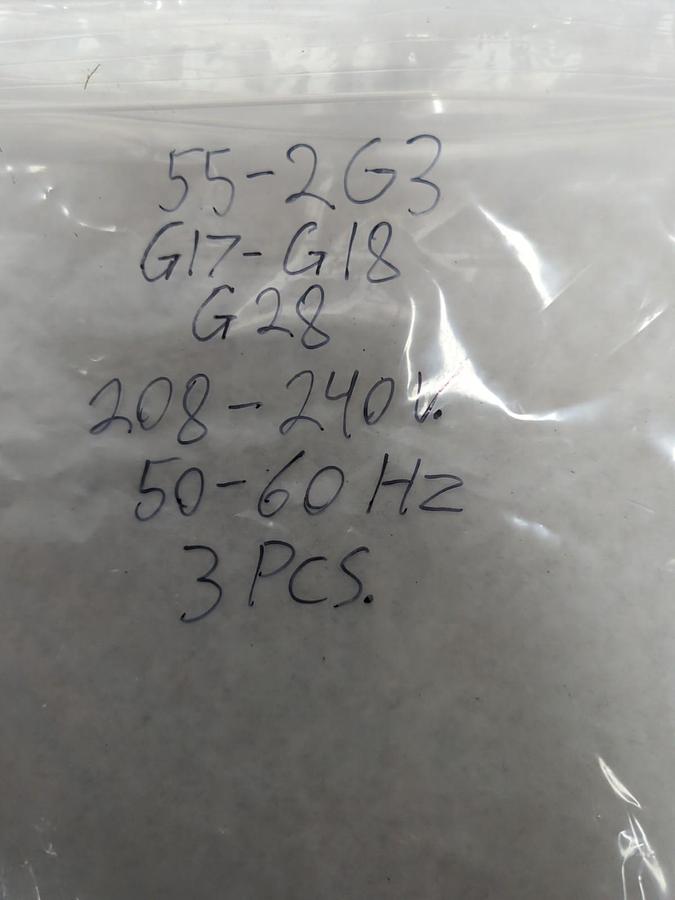 55-2G3
G17-G18
G28
208-240V.
50-60 Hz
3 PCS.